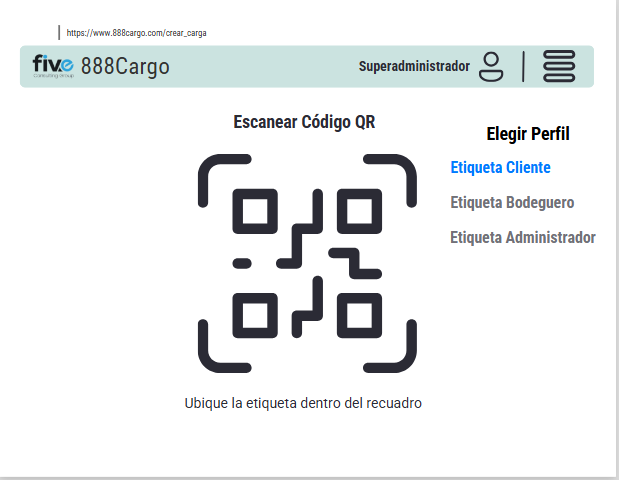 https://www.888cargo.com/crear_carga
five
Consulting Group
888Cargo
Superadministrador
Escanear Código QR
Elegir Perfil
Etiqueta Cliente
Etiqueta Bodeguero
Etiqueta Administrador
Ubique la etiqueta dentro del recuadro